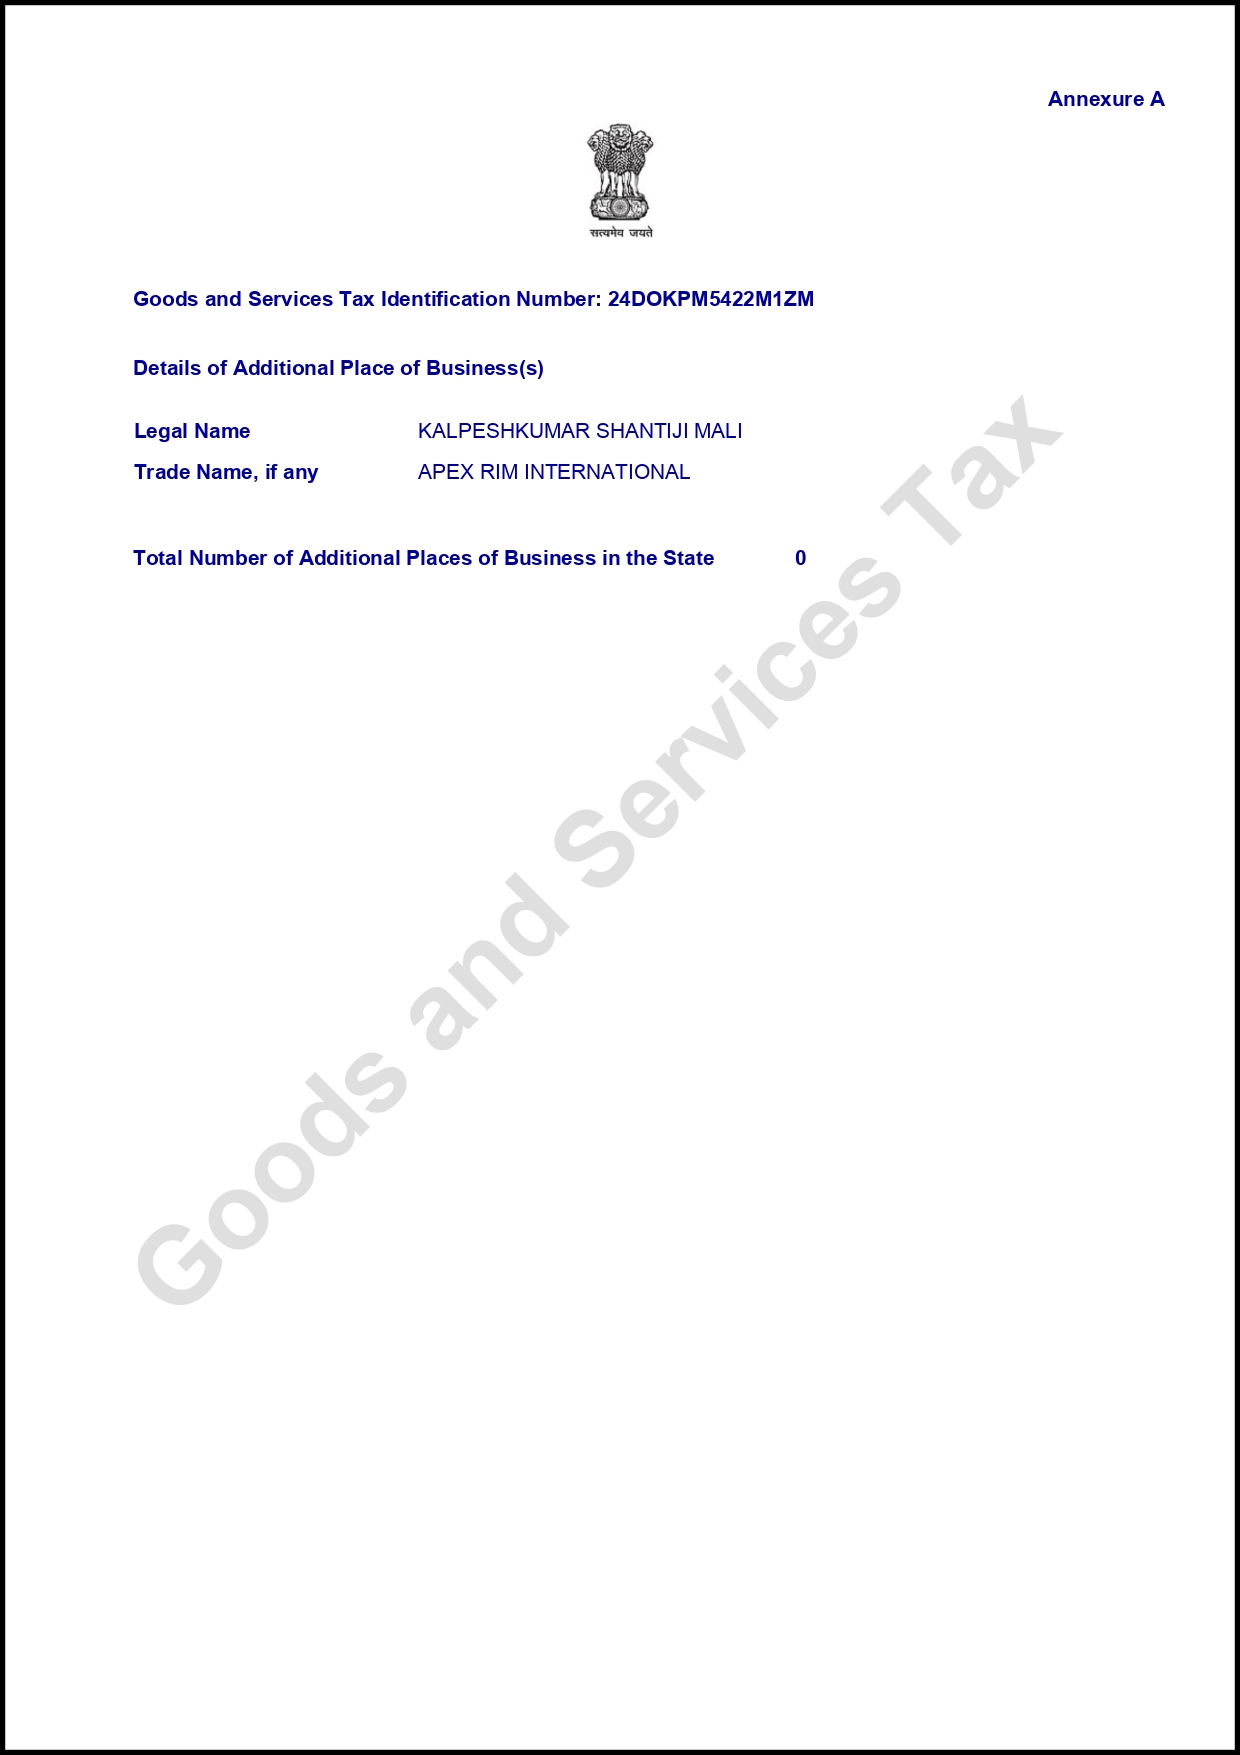 Annexure A
सत्यमेव जयते
Goods and Services Tax Identification Number: 24DOKPM5422M1ZM
Details of Additional Place of Business(s)
Legal Name KALPESHKUMAR SHANTIJI MALI
Trade Name, if any APEX RIM INTERNATIONAL
Total Number of Additional Places of Business in the State 0
Goods and Services Tax